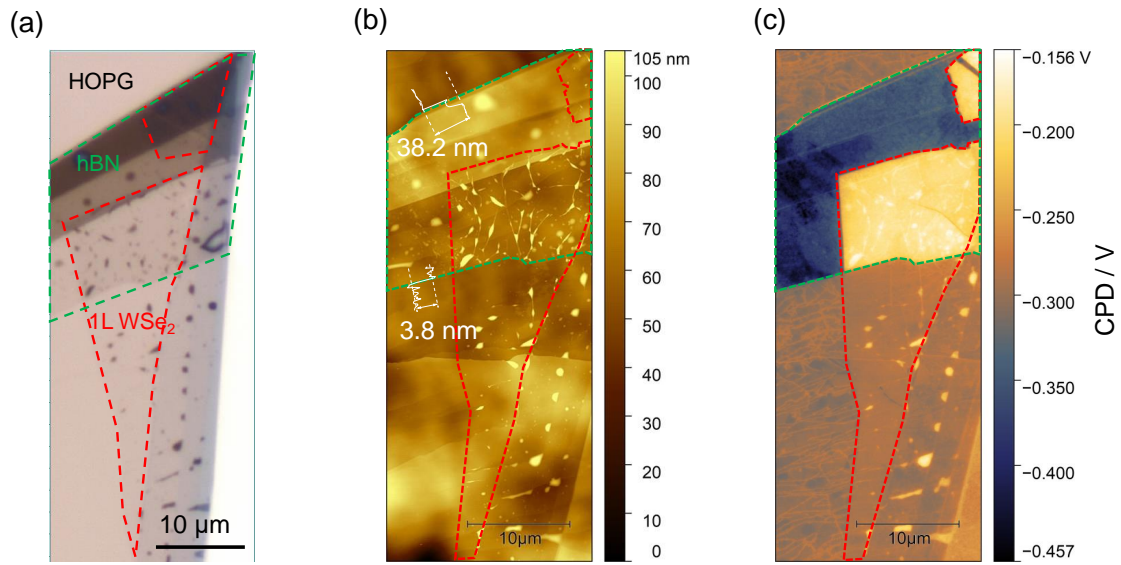 (a)
(b)
(c)
HOPG
hBN
1L WSe₂
10 µm
38.2 nm
3.8 nm
10µm
105 nm
100
90
80
70
60
50
40
30
20
10
0
10µm
−0.156 V
−0.200
−0.250
−0.300
−0.350
−0.400
−0.457
CPD / V